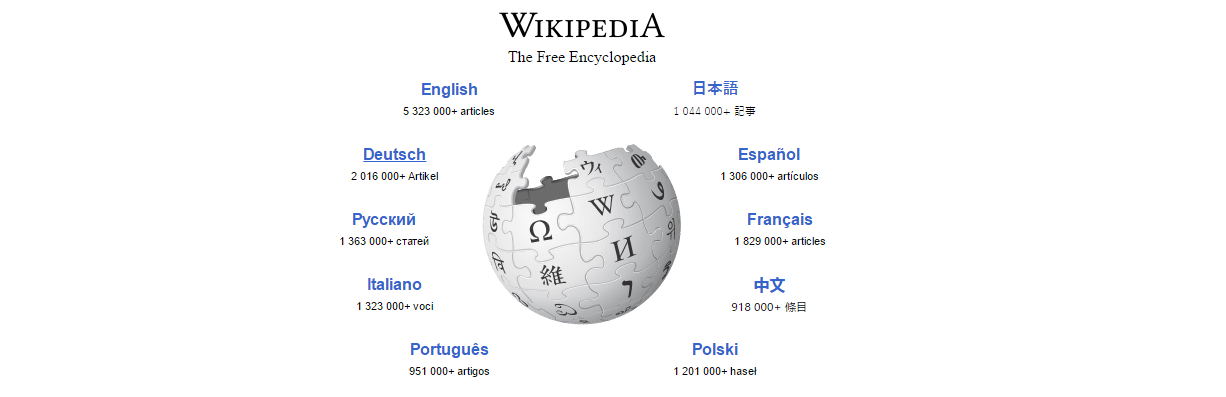 WIKIPEDIA
The Free Encyclopedia
English
5 323 000+ articles
日本語
1 044 000+ 記事
Deutsch
2 016 000+ Artikel
Español
1 306 000+ artículos
Русский
1 363 000+ статей
Français
1 829 000+ articles
Italiano
1 323 000+ voci
中文
918 000+ 條目
Português
951 000+ artigos
Polski
1 201 000+ haseł
ウィ
W
Ω
И
維